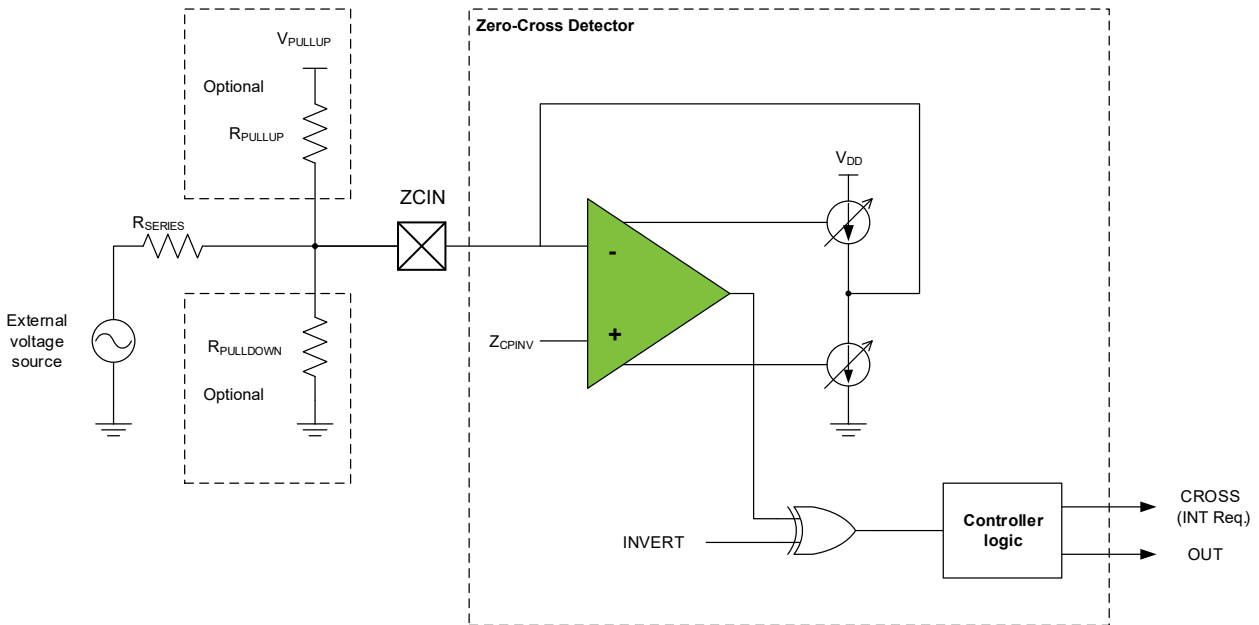 Zero-Cross Detector
VPULLUP
Optional
RPULLUP
ZCIN
VDD
RSERIES
-
External
voltage
source
RPULLDOWN
Optional
ZCPINV
+
INVERT
Controller
logic
CROSS
(INT Req.)
OUT